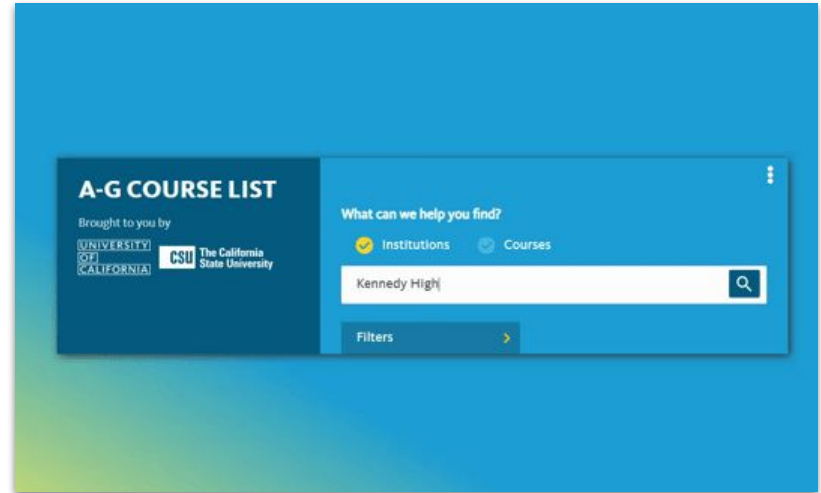 A-G COURSE LIST
Brought to you by
UNIVERSITY
OF
CALIFORNIA
CSU The California
State University
What can we help you find?
Institutions Courses
Kennedy High
Filters